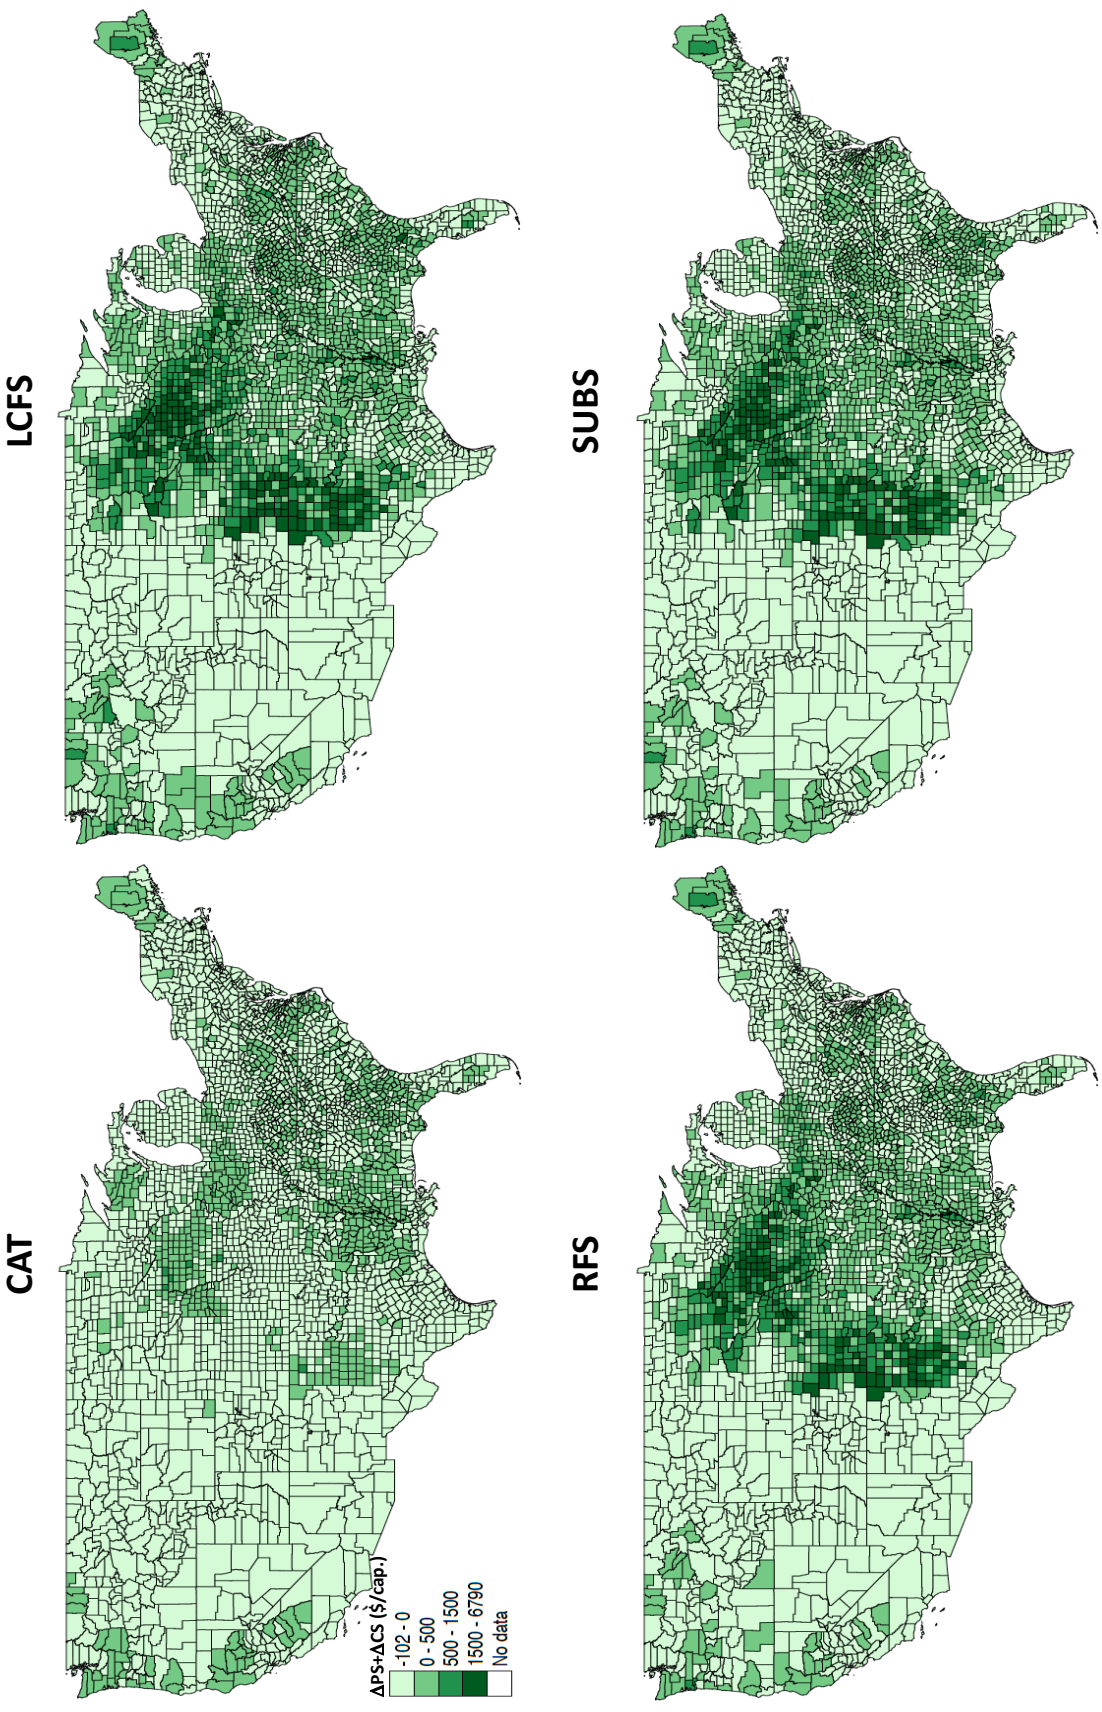 CAT
LCFS
ΔPS+ΔCS ($/cap.)
-102 - 0
0 - 500
500 - 1500
1500 - 6790
No data
RFS
SUBS